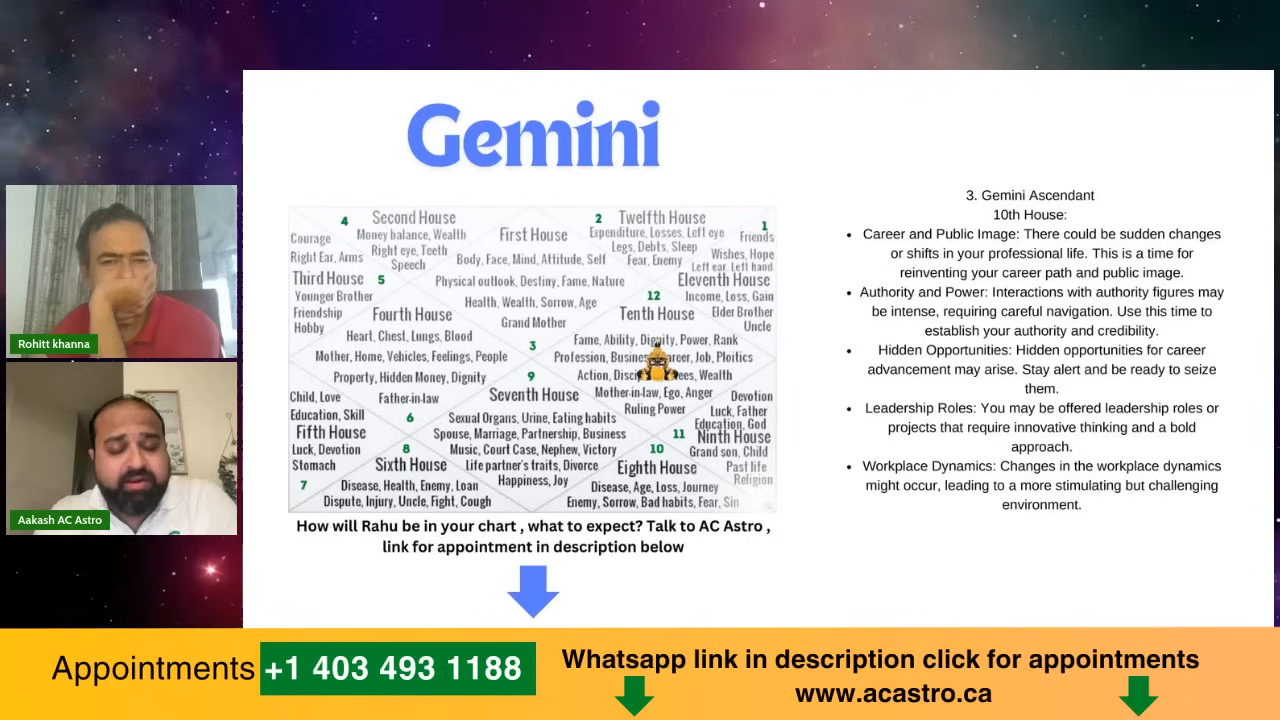 Gemini
4
Second House
2
Twelfth House
1
Courage
Money balance, Wealth
First House
Expenditure, Losses, Left eye
Friends
Right Ear, Arms
Right eye, Teeth
Legs, Debts, Sleep
Wishes, Hope
Speech
Body, Face, Mind, Attitude, Self
Fear, Enemy
Left ear, Left hand
Third House
5
Physical outlook, Destiny, Fame, Nature
Eleventh House
Younger Brother
Health, Wealth, Sorrow, Age
12
Income, Loss, Gain
Friendship
Fourth House
Grand Mother
Tenth House
Elder Brother
Hobby
Uncle
Heart, Chest, Lungs, Blood
3
Fame, Ability, Dignity, Power, Rank
Mother, Home, Vehicles, Feelings, People
Profession, Business, Career, Job, Ploitics
Property, Hidden Money, Dignity
9
Action, Wealth
Child, Love
Father-in-law
Seventh House
Mother-in-law, Ego, Anger
Devotion
Education, Skill
6
Sexual Organs, Urine, Eating habits
Ruling Power
Luck, Father
Education, God
Fifth House
Spouse, Marriage, Partnership, Business
11
Ninth House
Luck, Devotion
8
Music, Court Case, Nephew, Victory
10
Grand son, Child
Stomach
Sixth House
Life partner's traits, Divorce
Eighth House
Past life
7
Disease, Health, Enemy, Loan
Happiness, Joy
Disease, Age, Loss, Journey
Religion
Dispute, Injury, Uncle, Fight, Cough
Enemy, Sorrow, Bad habits, Fear, Sin
How will Rahu be in your chart , what to expect? Talk to AC Astro ,
link for appointment in description below
3. Gemini Ascendant
10th House:
• Career and Public Image: There could be sudden changes
or shifts in your professional life. This is a time for
reinventing your career path and public image.
• Authority and Power: Interactions with authority figures may
be intense, requiring careful navigation. Use this time to
establish your authority and credibility.
• Hidden Opportunities: Hidden opportunities for career
advancement may arise. Stay alert and be ready to seize
them.
• Leadership Roles: You may be offered leadership roles or
projects that require innovative thinking and a bold
approach.
• Workplace Dynamics: Changes in the workplace dynamics
might occur, leading to a more stimulating but challenging
environment.
Rohitt khanna
Aakash AC Astro
Appointments +1 403 493 1188
Whatsapp link in description click for appointments
www.acastro.ca